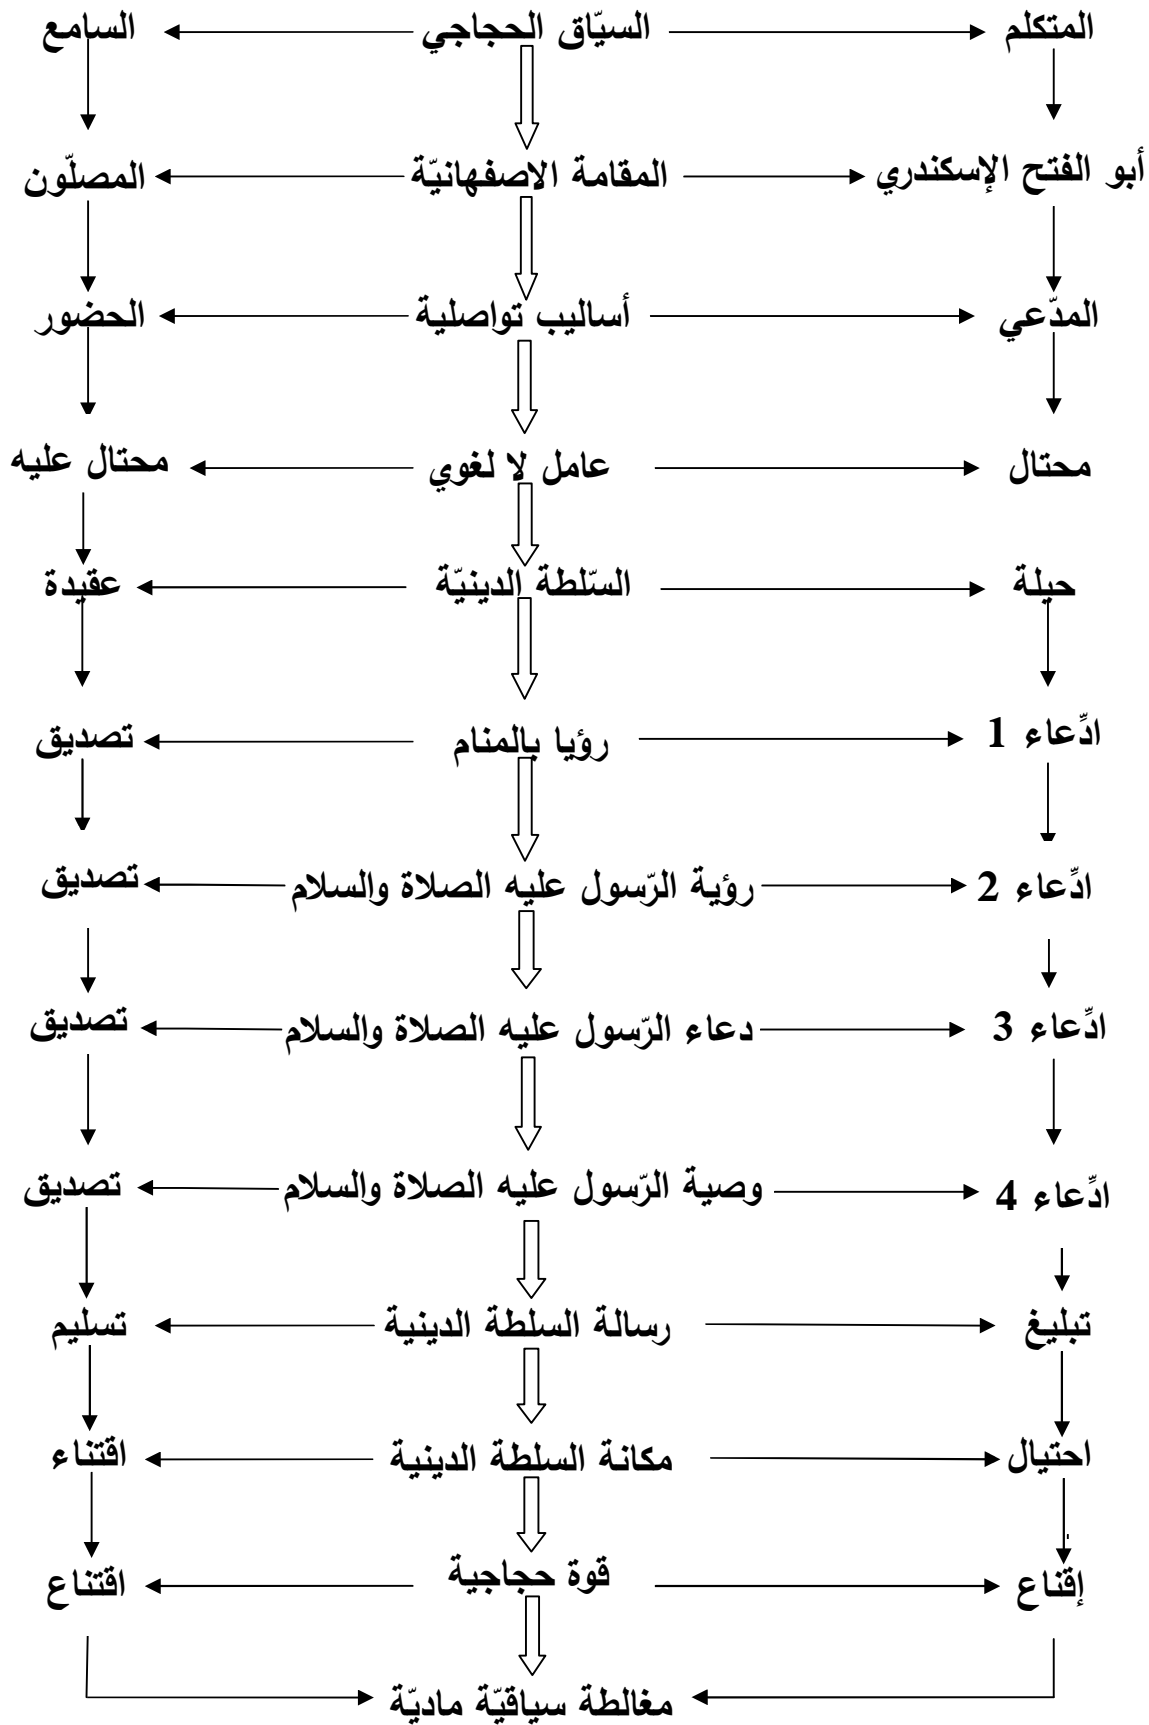 المتكلم السيّاق الحجاجي السامع
أبو الفتح الإسكندري المقامة الاصفهانيّة المصلّون
المدّعي أساليب تواصلية الحضور
محتال عامل لا لغوي محتال عليه
حيلة السّلطة الدينيّة عقيدة
ادِّعاء 1 رؤيا بالمنام تصديق
ادِّعاء 2 رؤية الرّسول عليه الصلاة والسلام تصديق
ادِّعاء 3 دعاء الرّسول عليه الصلاة والسلام تصديق
ادِّعاء 4 وصية الرّسول عليه الصلاة والسلام تصديق
تبليغ رسالة السلطة الدينية تسليم
احتيال مكانة السلطة الدينية اقتناء
إقناع قوة حجاجية اقتناع
مغالطة سياقيّة ماديّة